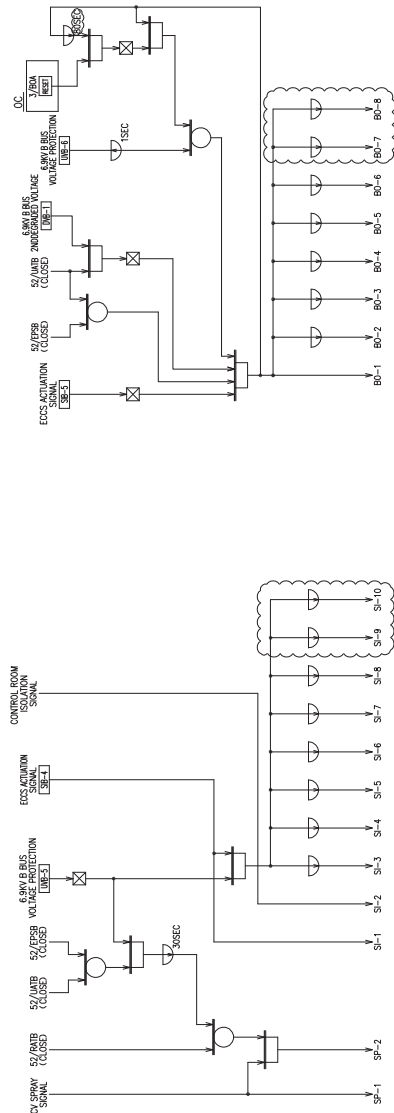 CV SPRAY
SIGNAL
52/RATB
(CLOSE)
52/UATB
(CLOSE)
52/EPSB
(CLOSE)
6.9KV B BUS
VOLTAGE PROTECTION
UVB-5
ECCS ACTUATION
SIGNAL
SIB-4
CONTROL ROOM
ISOLATION
SIGNAL
30SEC
SP-1
SP-2
SI-1
SI-2
SI-3
SI-4
SI-5
SI-6
SI-7
SI-8
SI-9
SI-10
ECCS ACTUATION
SIGNAL
SIB-5
52/EPSB
(CLOSE)
52/UATB
(CLOSE)
6.9KV B BUS
2NDDEGRADED VOLTAGE
DVB-1
6.9KV B BUS
VOLTAGE PROTECTION
UVB-6
OC
3/BOA
RESET
1SEC
BO-1
BO-2
BO-3
BO-4
BO-5
BO-6
BO-7
BO-8